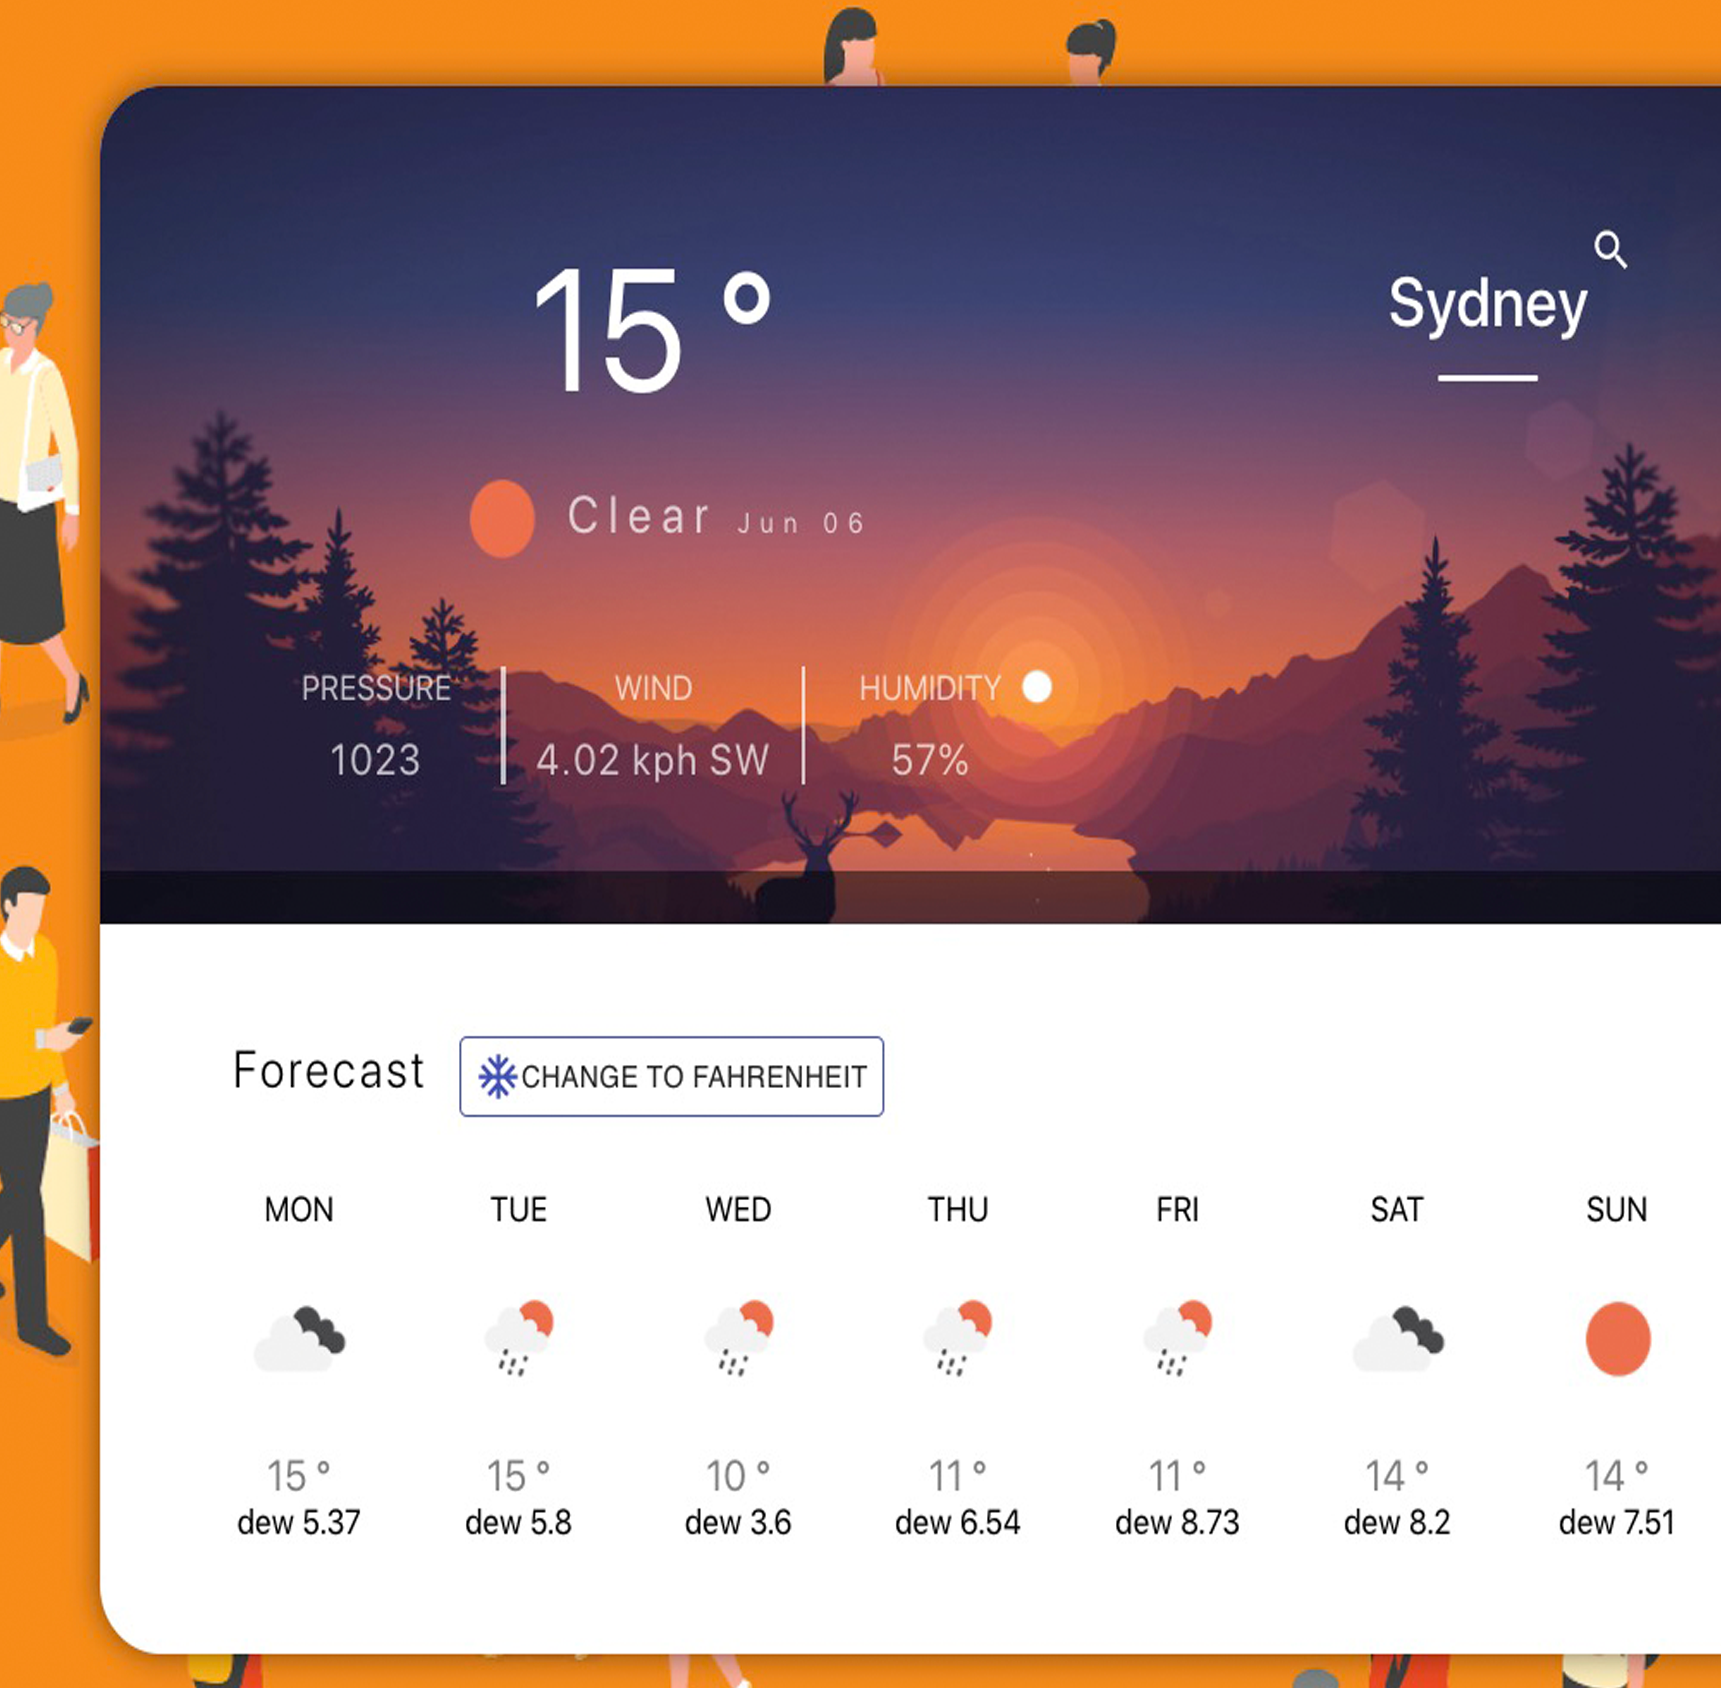 15 °
Sydney
Clear Jun 06
PRESSURE WIND HUMIDITY
1023 4.02 kph SW 57%
Forecast CHANGE TO FAHRENHEIT
MON TUE WED THU FRI SAT SUN
15 ° 15 ° 10 ° 11 ° 11 ° 14 ° 14 °
dew 5.37 dew 5.8 dew 3.6 dew 6.54 dew 8.73 dew 8.2 dew 7.51